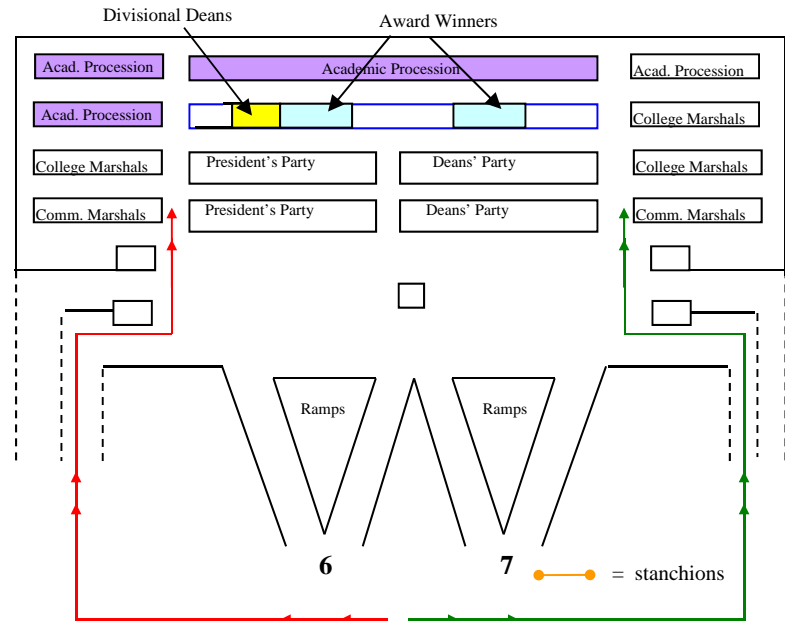 Divisional Deans
Award Winners
Acad. Procession
Academic Procession
Acad. Procession
Acad. Procession
College Marshals
College Marshals
President's Party
Deans' Party
College Marshals
Comm. Marshals
President's Party
Deans' Party
Comm. Marshals
Ramps
Ramps
6
7
= stanchions